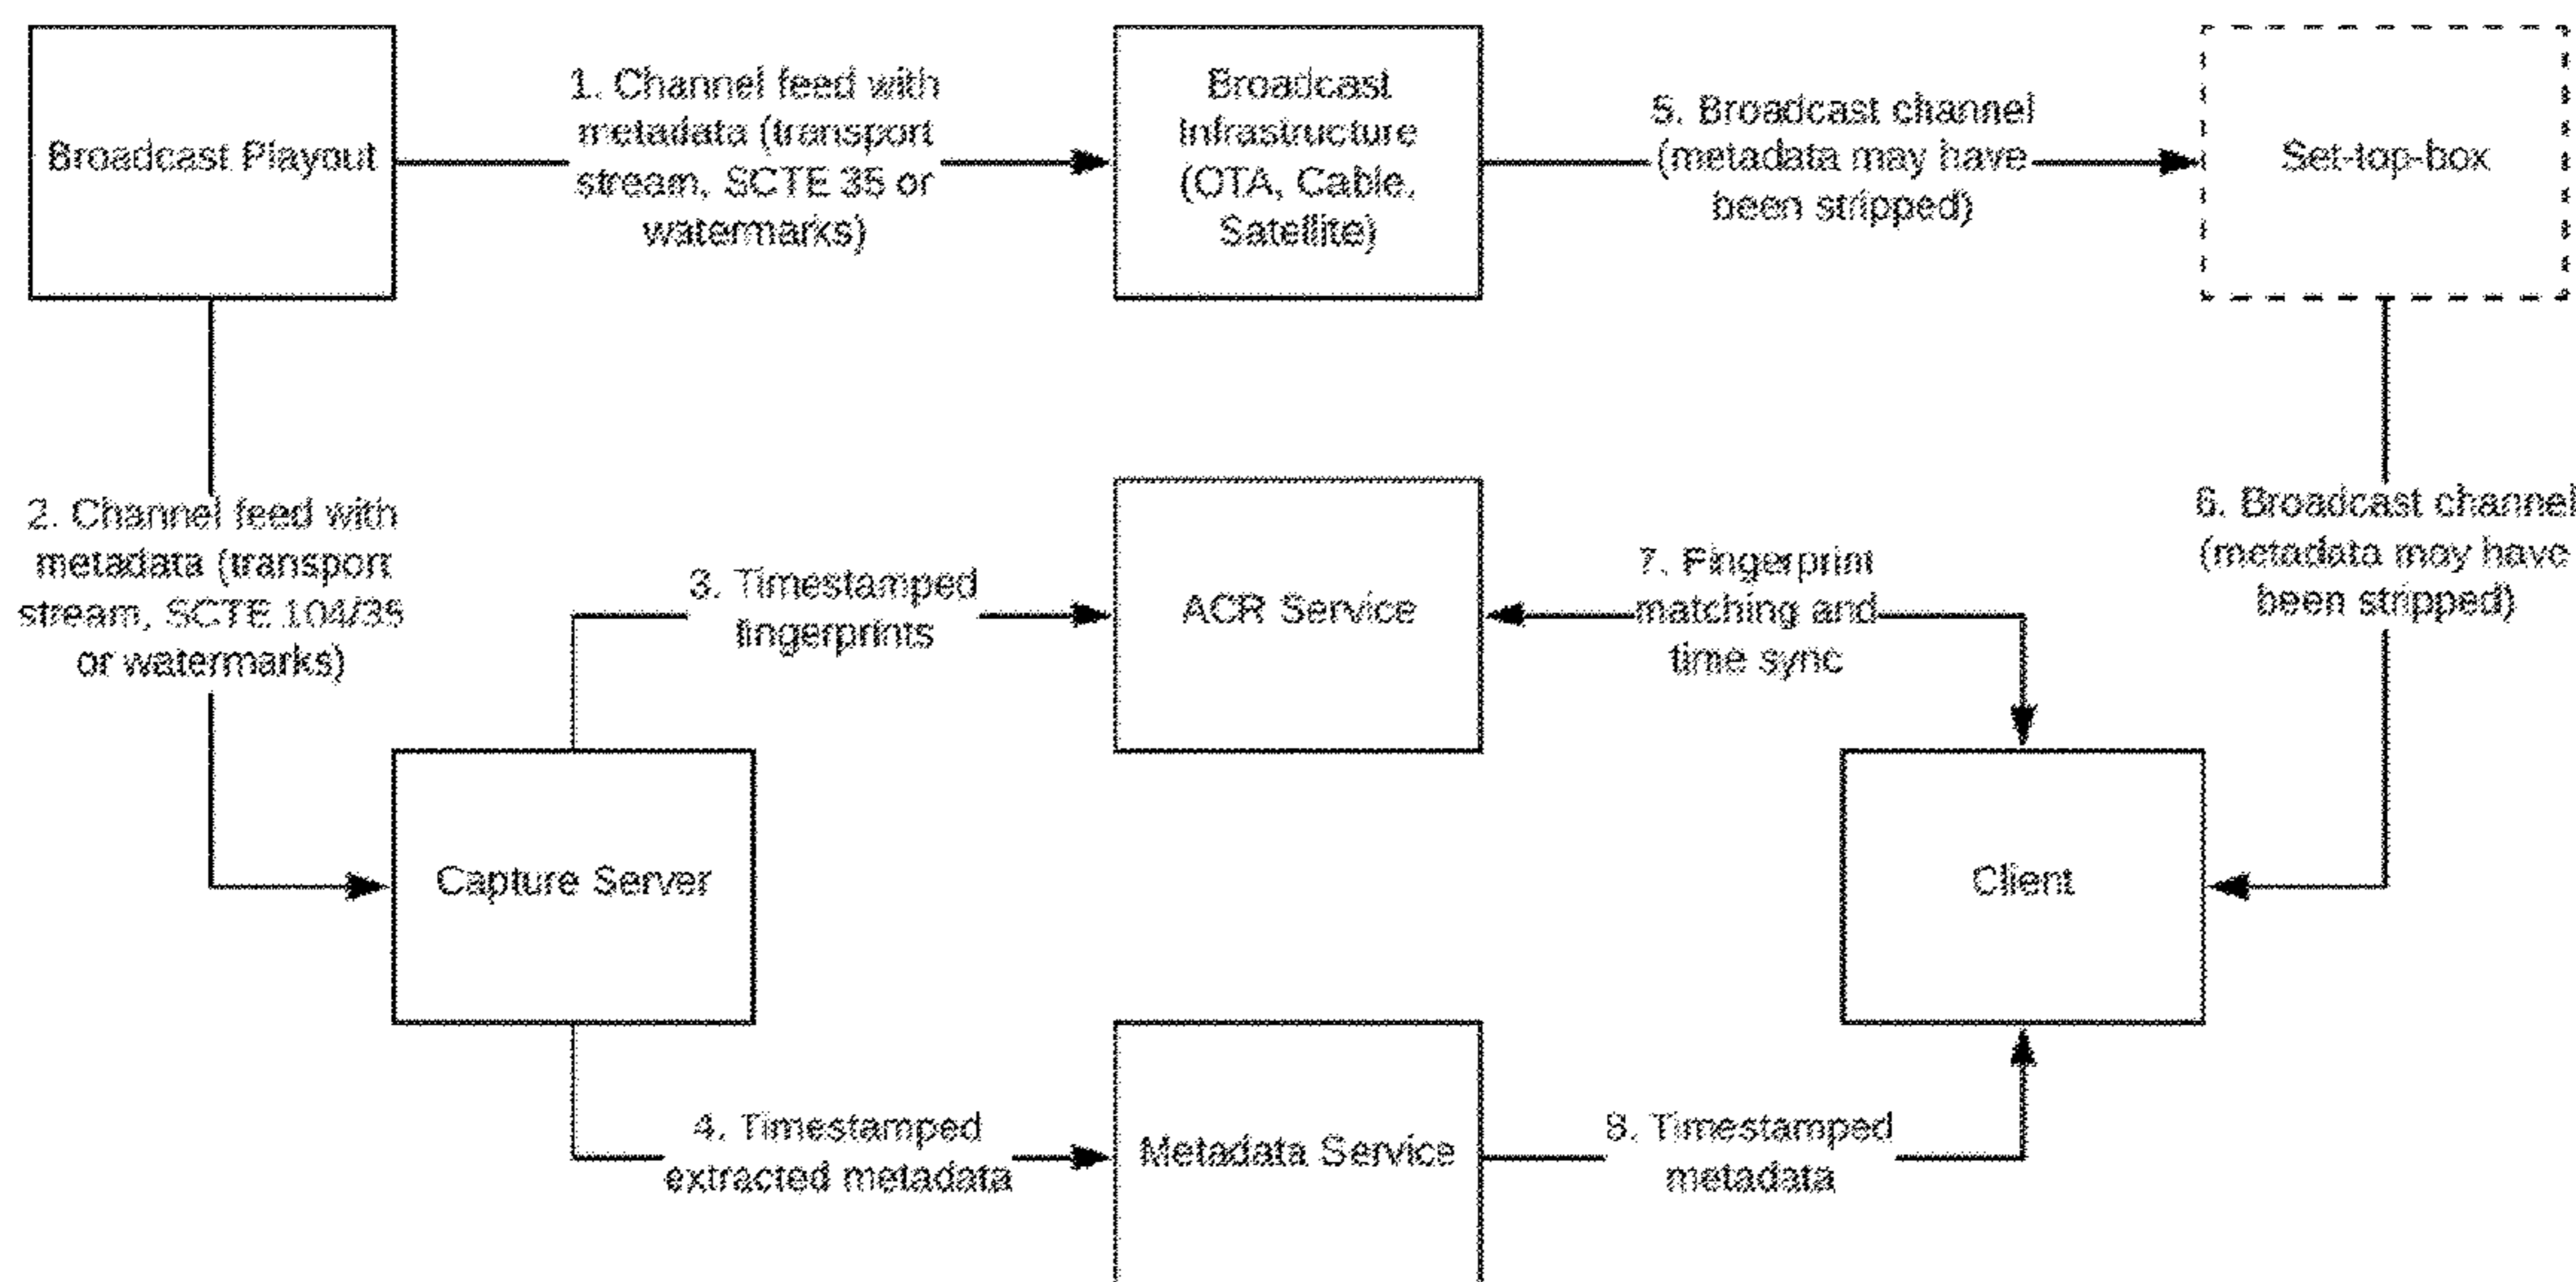 Broadcast Playout
1. Channel feed with
metadata (transport
stream, SCTE 35 or
watermarks)
Broadcast
Infrastructure
(OTA, Cable,
Satellite)
5. Broadcast channel
(metadata may have
been stripped)
Set-top-box
2. Channel feed with
metadata (transport
stream, SCTE 104/35
or watermarks)
3. Timestamped
fingerprints
ACR Service
7. Fingerprint
matching and
time sync
6. Broadcast channel
(metadata may have
been stripped)
Capture Server
Client
4. Timestamped
extracted metadata
Metadata Service
8. Timestamped
metadata